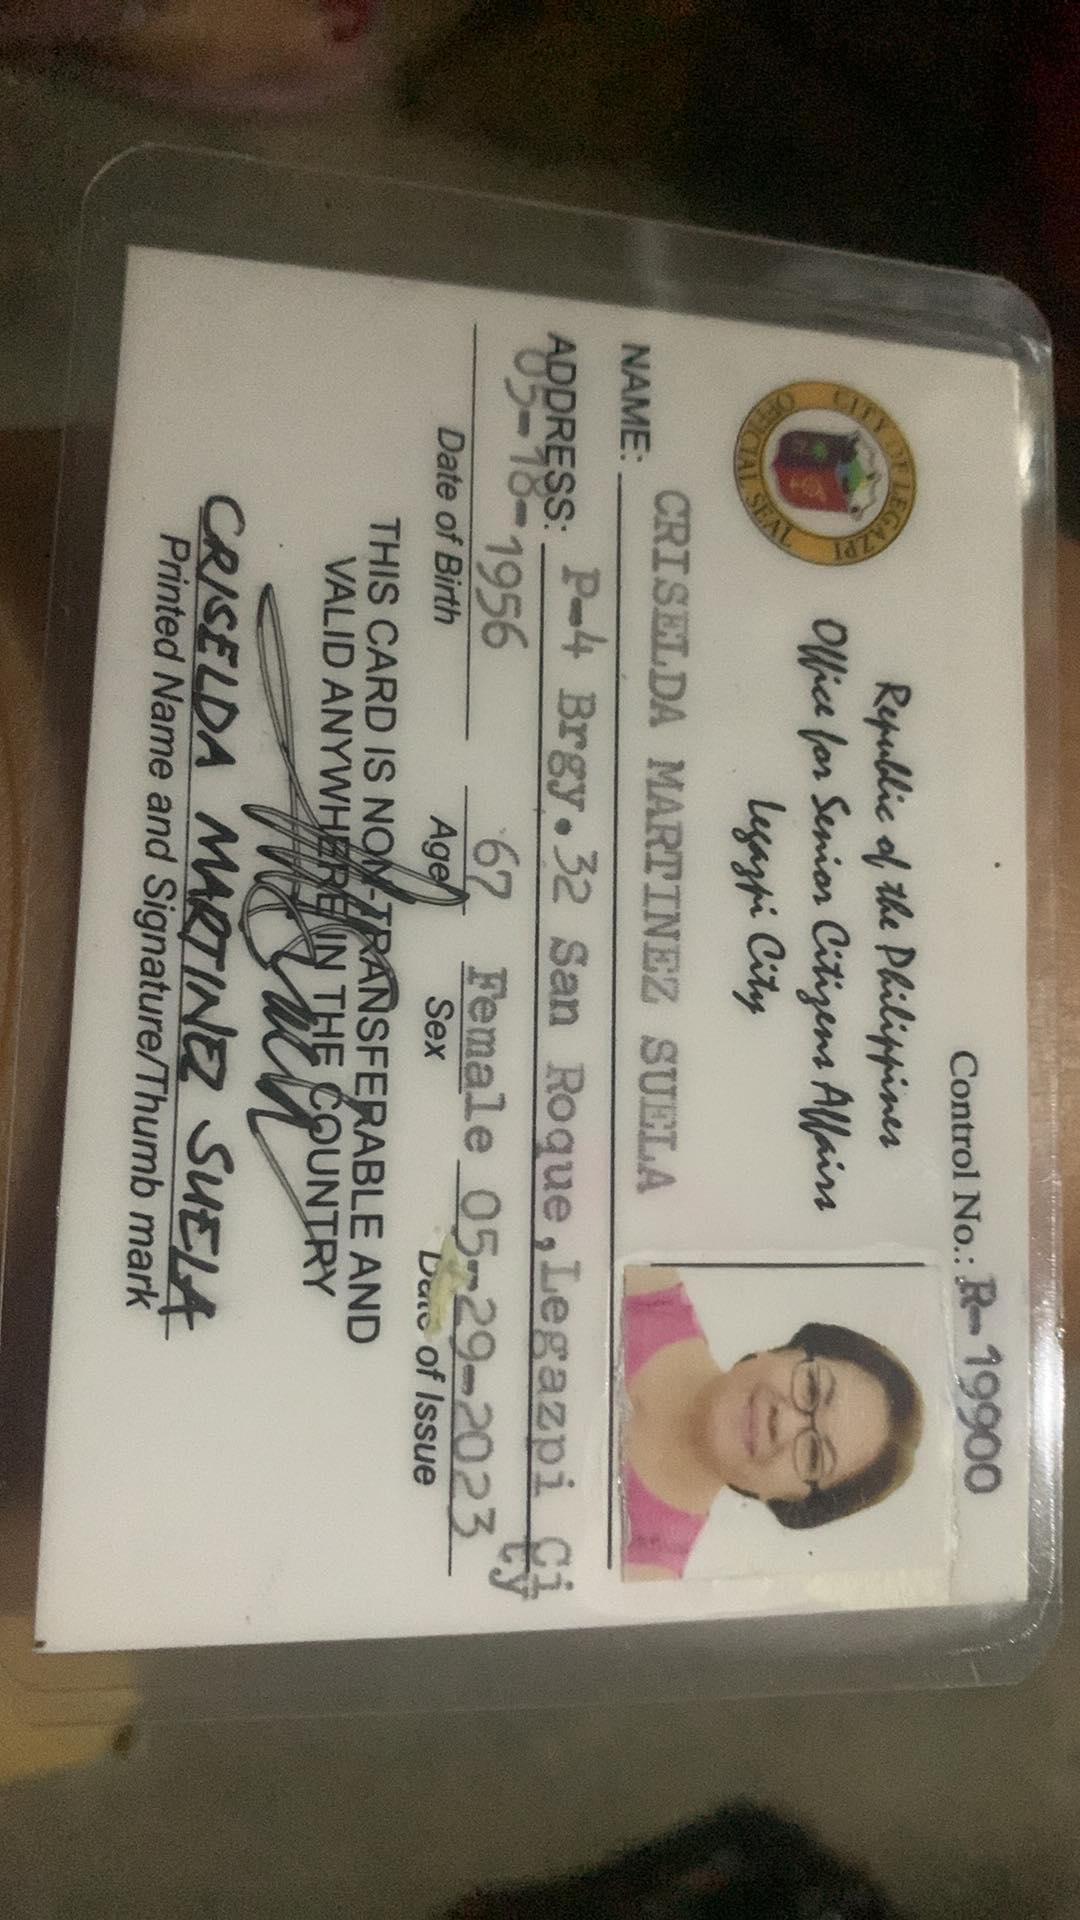 Control No.: R-19900
Republic of the Philippines
Office for Senior Citizens Affairs
Legazpi City
CITY OF LEGAZPI
OFFICIAL SEAL
NAME: CRISELDA MARTINEZ SUELA
ADDRESS: P-4 Brgy.32 San Roque,Legazpi Ci
ty
05-18-1956 67 Female 05-29-2023
Date of Birth Age Sex Date of Issue
THIS CARD IS NON-TRANSFERABLE AND
VALID ANYWHERE IN THE COUNTRY
CRISELDA MARTINEZ SUELA
Printed Name and Signature/Thumb mark